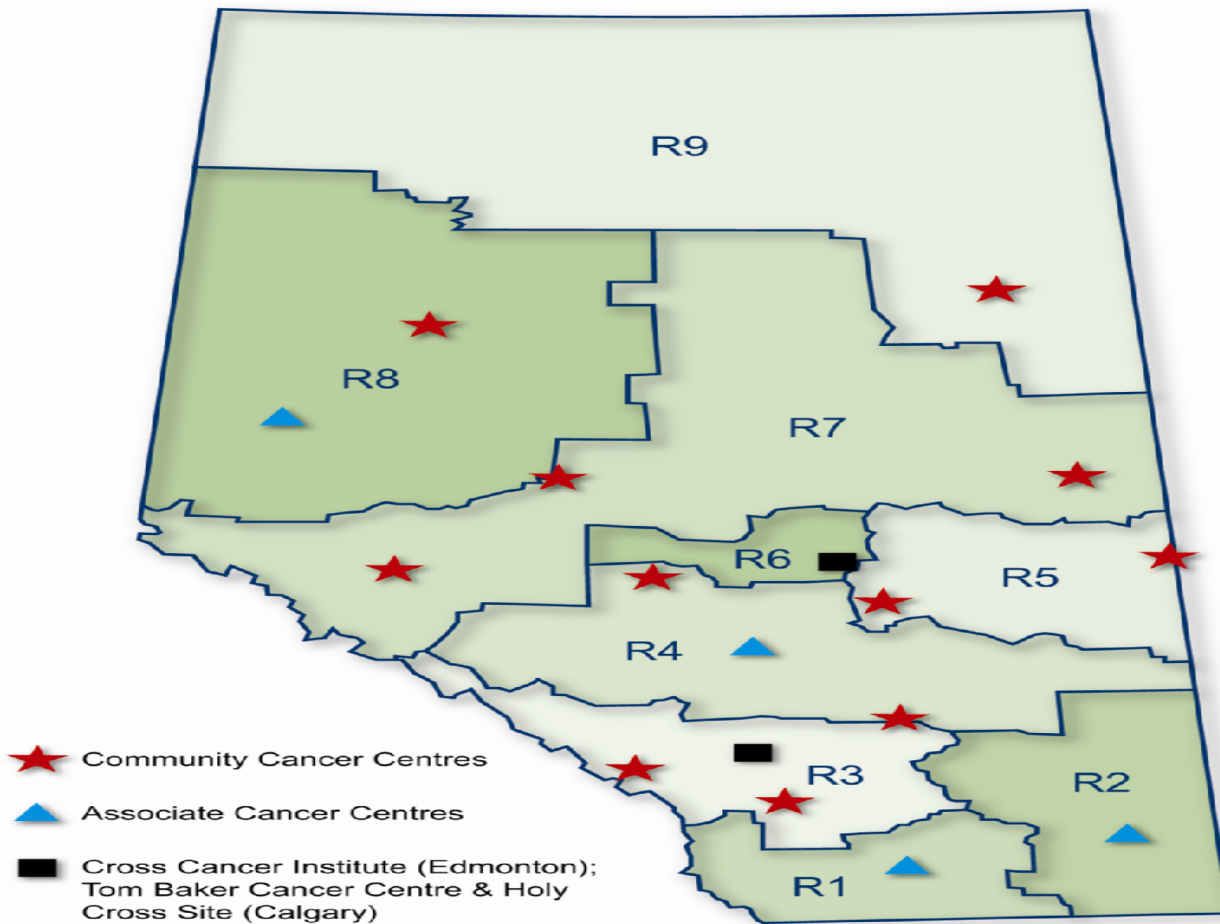 R9
R8
R7
R6
R5
R4
R3
R2
R1
Community Cancer Centres
Associate Cancer Centres
Cross Cancer Institute (Edmonton);
Tom Baker Cancer Centre & Holy
Cross Site (Calgary)